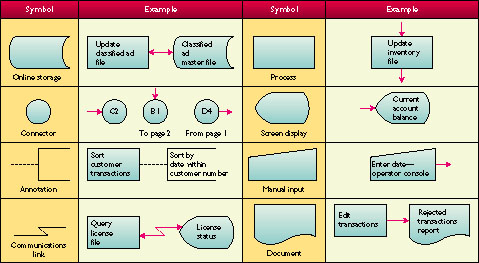 Symbol Example Symbol Example
Update
classified ad
file
Classified
ad
master file
Online storage
Update
inventory
file
Process
C2 B1 D4
To page 2 From page 1
Connector
Current
account
balance
Screen display
Sort
customer
transactions
Sort by
date within
customer number
Annotation
Enter date—
operator console
Manual input
Query
license
file
License
status
Communications
link
Edit
transactions
Rejected
transactions
report
Document